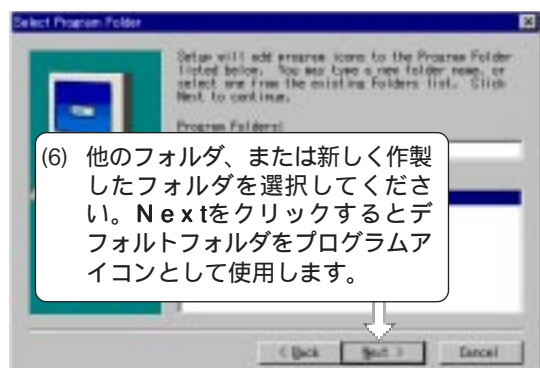 Select Program Folder
Setup will add program icons to the Program Folder
listed below. You may type a new folder name, or
select one from the existing Folders list. Click
Next to continue.
Program Folders:
(6) 他のフォルダ、または新しく作製
したフォルダを選択してくださ
い。Nextをクリックするとデ
フォルトフォルダをプログラムア
イコンとして使用します。
< Back Next > Cancel